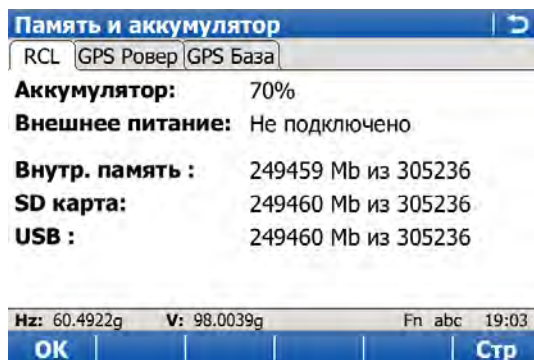 Память и аккумулятор
RCL GPS Ровер GPS База
Аккумулятор: 70%
Внешнее питание: Не подключено
Внутр. память : 249459 Mb из 305236
SD карта: 249460 Mb из 305236
USB : 249460 Mb из 305236
Hz: 60.4922g V: 98.0039g Fn abc 19:03
OK Стр